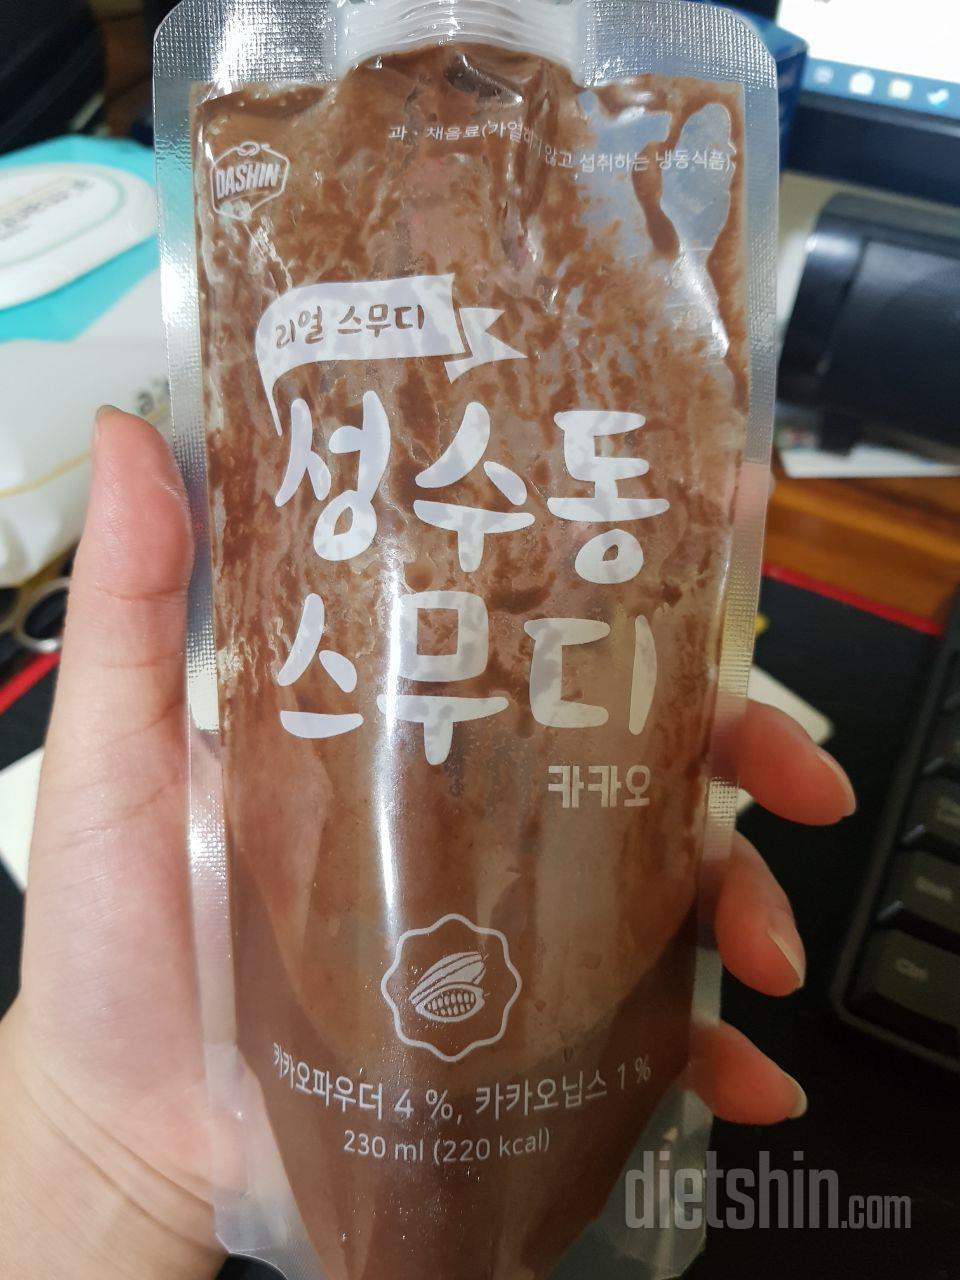 과·채음료(가열하지 않고 섭취하는 냉동식품)
DASHIN
리얼 스무디
성수동
스무디
카카오
카카오파우더 4 %, 카카오닙스 1 %
230 ml (220 kcal)
Shift
Ctrl
dietshin.com